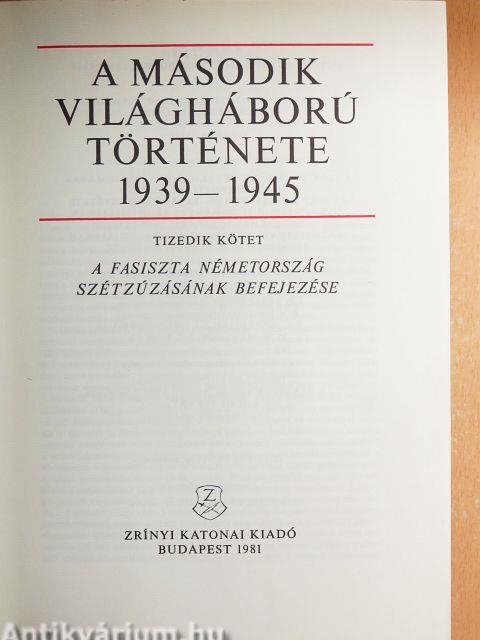 A MÁSODIK
VILÁGHÁBORÚ
TÖRTÉNETE
1939–1945
TIZEDIK KÖTET
A FASISZTA NÉMETORSZÁG
SZÉTZÚZÁSÁNAK BEFEJEZÉSE
Z
ZRÍNYI KATONAI KIADÓ
BUDAPEST 1981
Antikvárium.hu